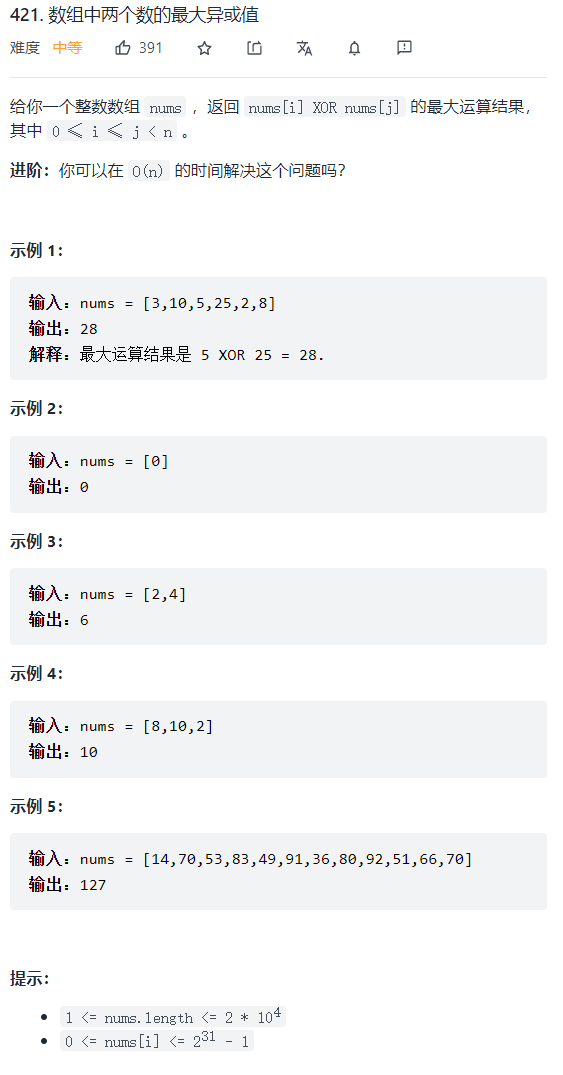 421. 数组中两个数的最大异或值
难度 中等 391
给你一个整数数组 nums ，返回 nums[i] XOR nums[j] 的最大运算结果，
其中 0 ≤ i ≤ j < n 。
进阶：你可以在 O(n) 的时间解决这个问题吗？
示例 1：
输入：nums = [3,10,5,25,2,8]
输出：28
解释：最大运算结果是 5 XOR 25 = 28.
示例 2：
输入：nums = [0]
输出：0
示例 3：
输入：nums = [2,4]
输出：6
示例 4：
输入：nums = [8,10,2]
输出：10
示例 5：
输入：nums = [14,70,53,83,49,91,36,80,92,51,66,70]
输出：127
提示：
• 1 <= nums.length <= 2 * 10⁴
• 0 <= nums[i] <= 2³¹ - 1